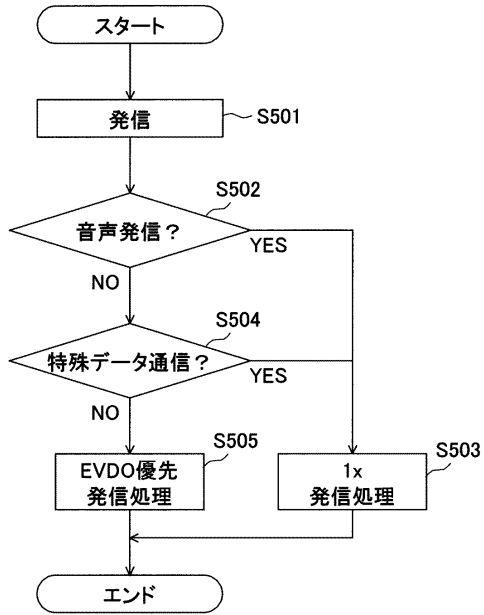 スタート
発信
S501
S502
音声発信？
YES
NO
S504
特殊データ通信？
YES
NO
S505
EVDO優先
発信処理
S503
1x
発信処理
エンド